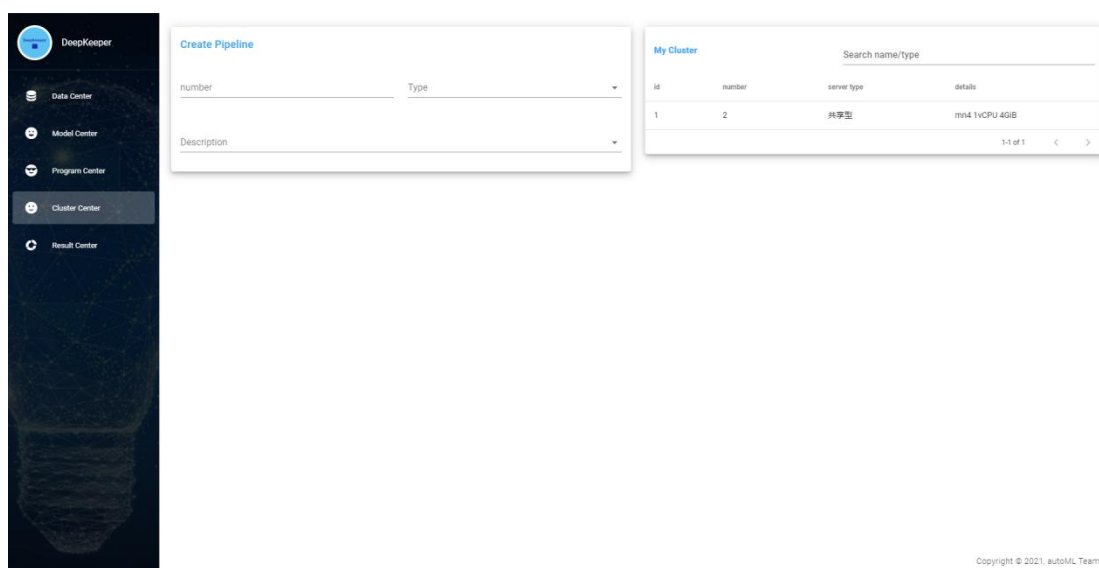 DeepKeeper
Data Center
Model Center
Program Center
Cluster Center
Result Center
Create Pipeline
number
Type
Description
My Cluster
Search name/type
id number server type details
1 2 共享型 mn4 1vCPU 4GiB
1-1 of 1
Copyright © 2021, autoML Team